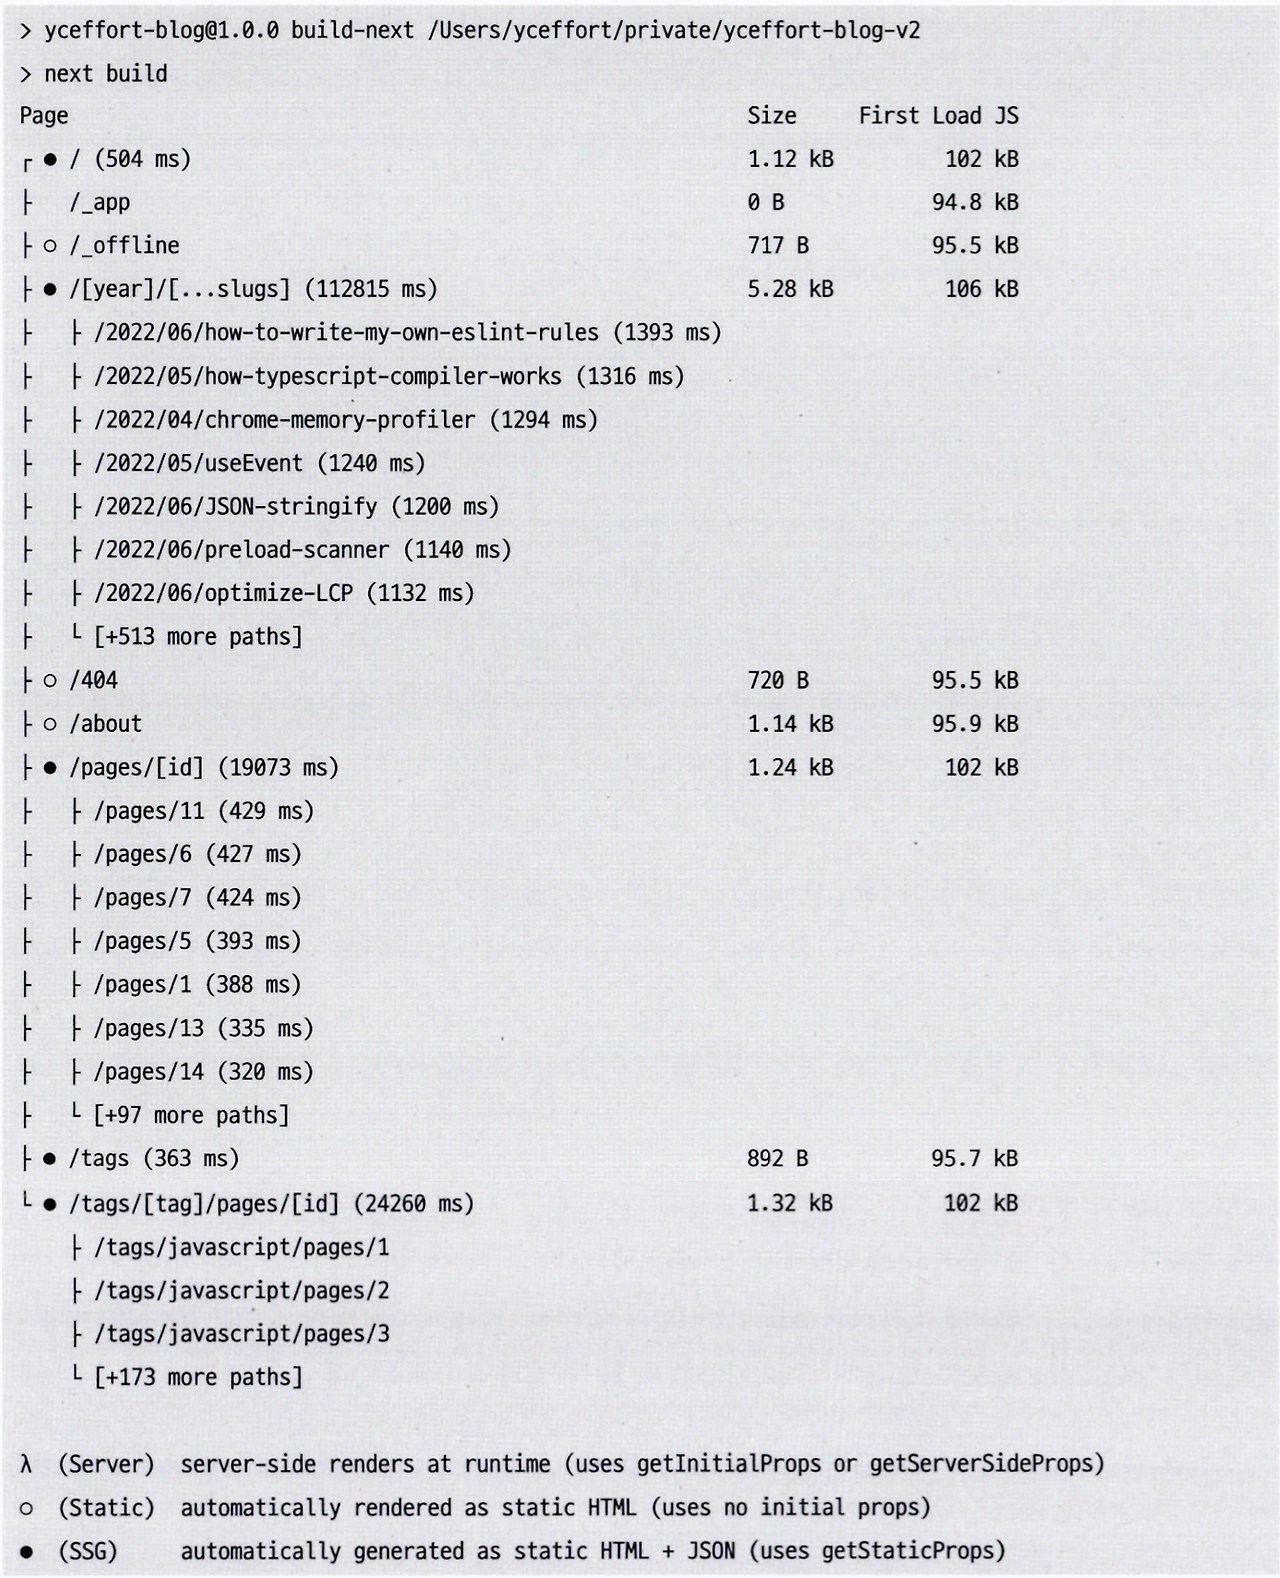 > yceffort-blog@1.0.0 build-next /Users/yceffort/private/yceffort-blog-v2
> next build
Page Size First Load JS
┌ ● / (504 ms) 1.12 kB 102 kB
├ /_app 0 B 94.8 kB
├ ○ /_offline 717 B 95.5 kB
├ ● /[year]/[...slugs] (112815 ms) 5.28 kB 106 kB
├ ├ /2022/06/how-to-write-my-own-eslint-rules (1393 ms)
├ ├ /2022/05/how-typescript-compiler-works (1316 ms)
├ ├ /2022/04/chrome-memory-profiler (1294 ms)
├ ├ /2022/05/useEvent (1240 ms)
├ ├ /2022/06/JSON-stringify (1200 ms)
├ ├ /2022/06/preload-scanner (1140 ms)
├ ├ /2022/06/optimize-LCP (1132 ms)
├ └ [+513 more paths]
├ ○ /404 720 B 95.5 kB
├ ○ /about 1.14 kB 95.9 kB
├ ● /pages/[id] (19073 ms) 1.24 kB 102 kB
├ ├ /pages/11 (429 ms)
├ ├ /pages/6 (427 ms)
├ ├ /pages/7 (424 ms)
├ ├ /pages/5 (393 ms)
├ ├ /pages/1 (388 ms)
├ ├ /pages/13 (335 ms)
├ ├ /pages/14 (320 ms)
├ └ [+97 more paths]
├ ● /tags (363 ms) 892 B 95.7 kB
└ ● /tags/[tag]/pages/[id] (24260 ms) 1.32 kB 102 kB
├ /tags/javascript/pages/1
├ /tags/javascript/pages/2
├ /tags/javascript/pages/3
└ [+173 more paths]
λ (Server) server-side renders at runtime (uses getInitialProps or getServerSideProps)
○ (Static) automatically rendered as static HTML (uses no initial props)
● (SSG) automatically generated as static HTML + JSON (uses getStaticProps)